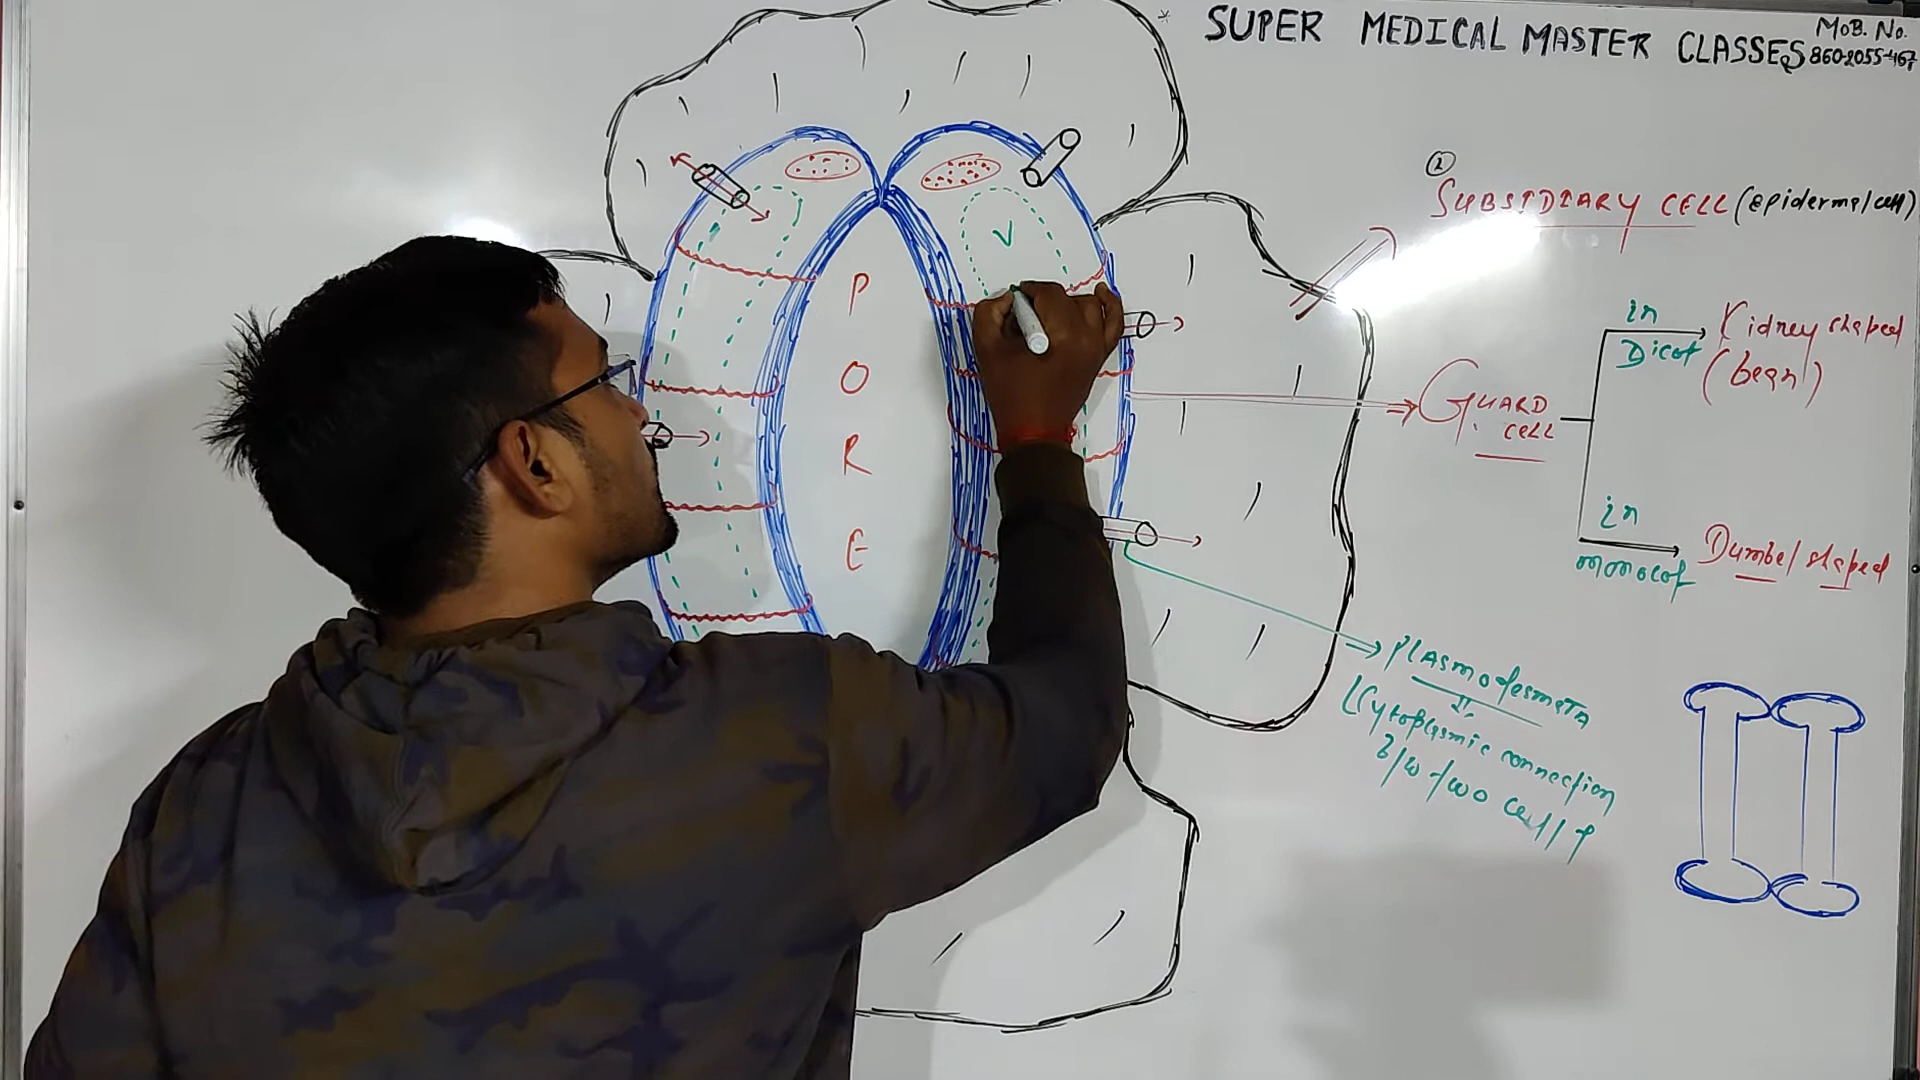 SUPER MEDICAL MASTER CLASSES
MOB. No.
860-2055-467
2
SUBSIDIARY CELL (epidermal cell)
V
P
O
R
E
in
Dicot
Kidney shaped
(bean)
GUARD
CELL
in
monocot
Dumbel shaped
PLASMOdesmATA
(Cytoplasmic connection
B/w two cell)